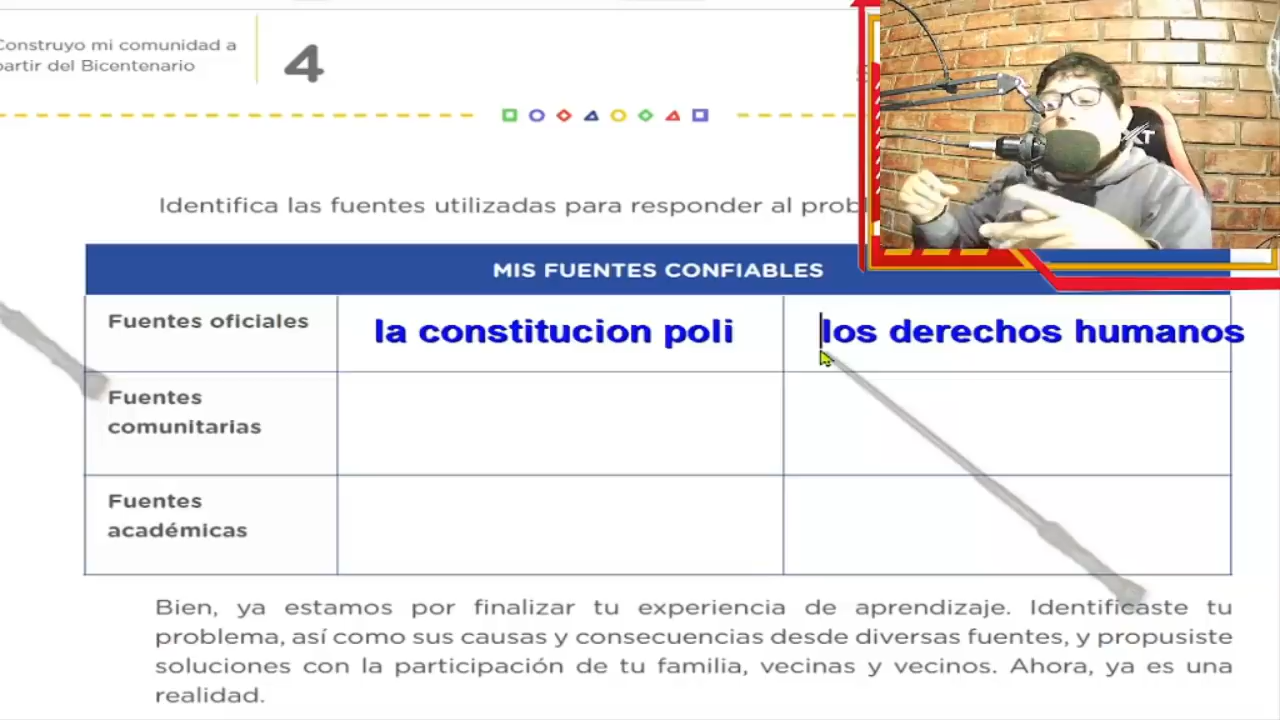 Construyo mi comunidad a
partir del Bicentenario
4
Identifica las fuentes utilizadas para responder al
MIS FUENTES CONFIABLES
Fuentes oficiales
la constitucion poli
los derechos humanos
Fuentes
comunitarias
Fuentes
académicas
Bien, ya estamos por finalizar tu experiencia de aprendizaje. Identificaste tu
problema, así como sus causas y consecuencias desde diversas fuentes, y propusiste
soluciones con la participación de tu familia, vecinas y vecinos. Ahora, ya es una
realidad.